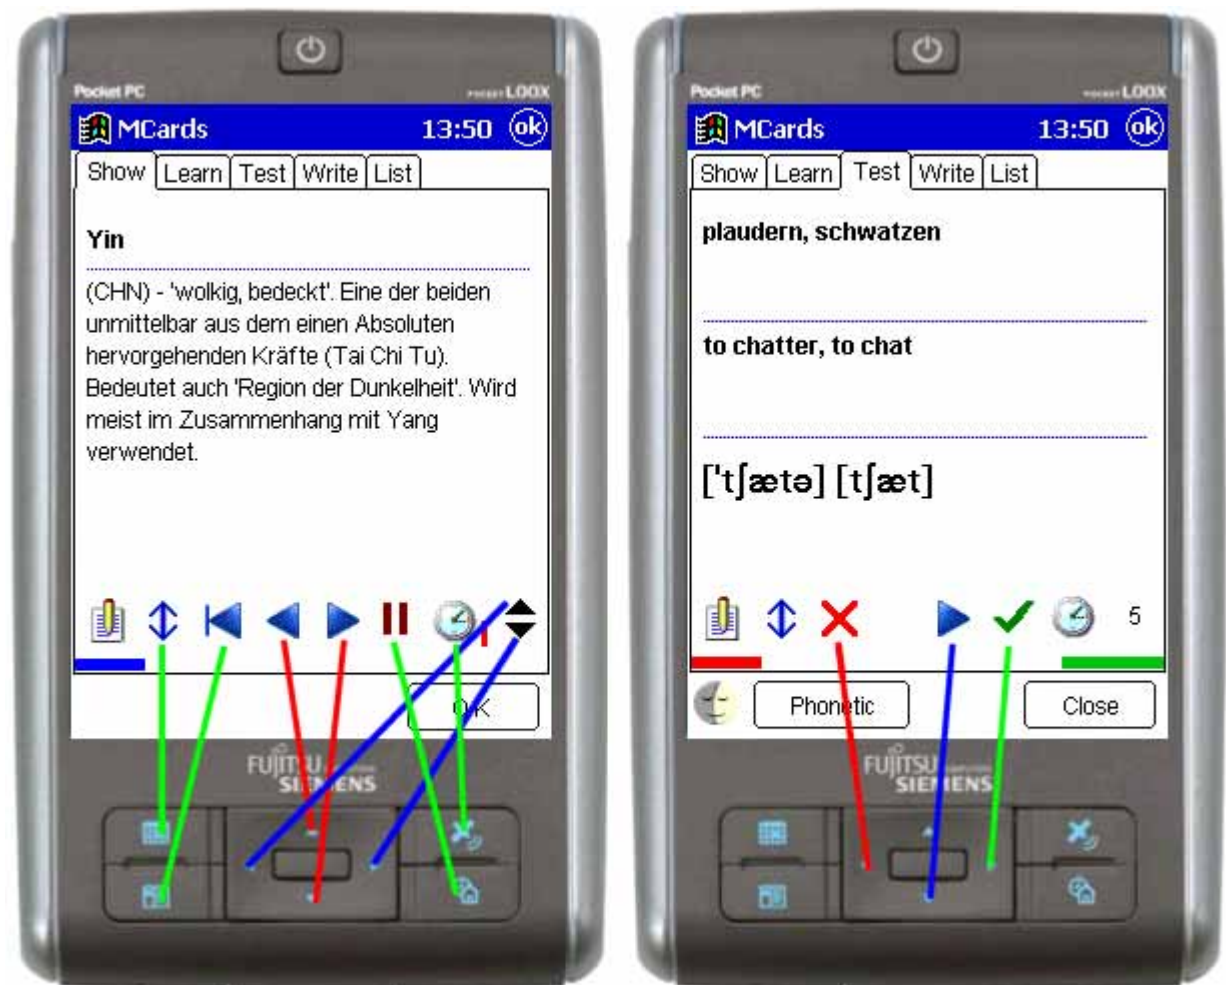 Pocket PC
POCKET LOOX
MCards 13:50 ok
Show Learn Test Write List
Yin
(CHN) - 'wolkig, bedeckt'. Eine der beiden
unmittelbar aus dem einen Absoluten
hervorgehenden Kräfte (Tai Chi Tu).
Bedeutet auch 'Region der Dunkelheit'. Wird
meist im Zusammenhang mit Yang
verwendet.
OK
FUJITSU
SIEMENS
Pocket PC
POCKET LOOX
MCards 13:50 ok
Show Learn Test Write List
plaudern, schwatzen
to chatter, to chat
['tʃætə] [tʃæt]
5
Phonetic Close
FUJITSU
SIEMENS